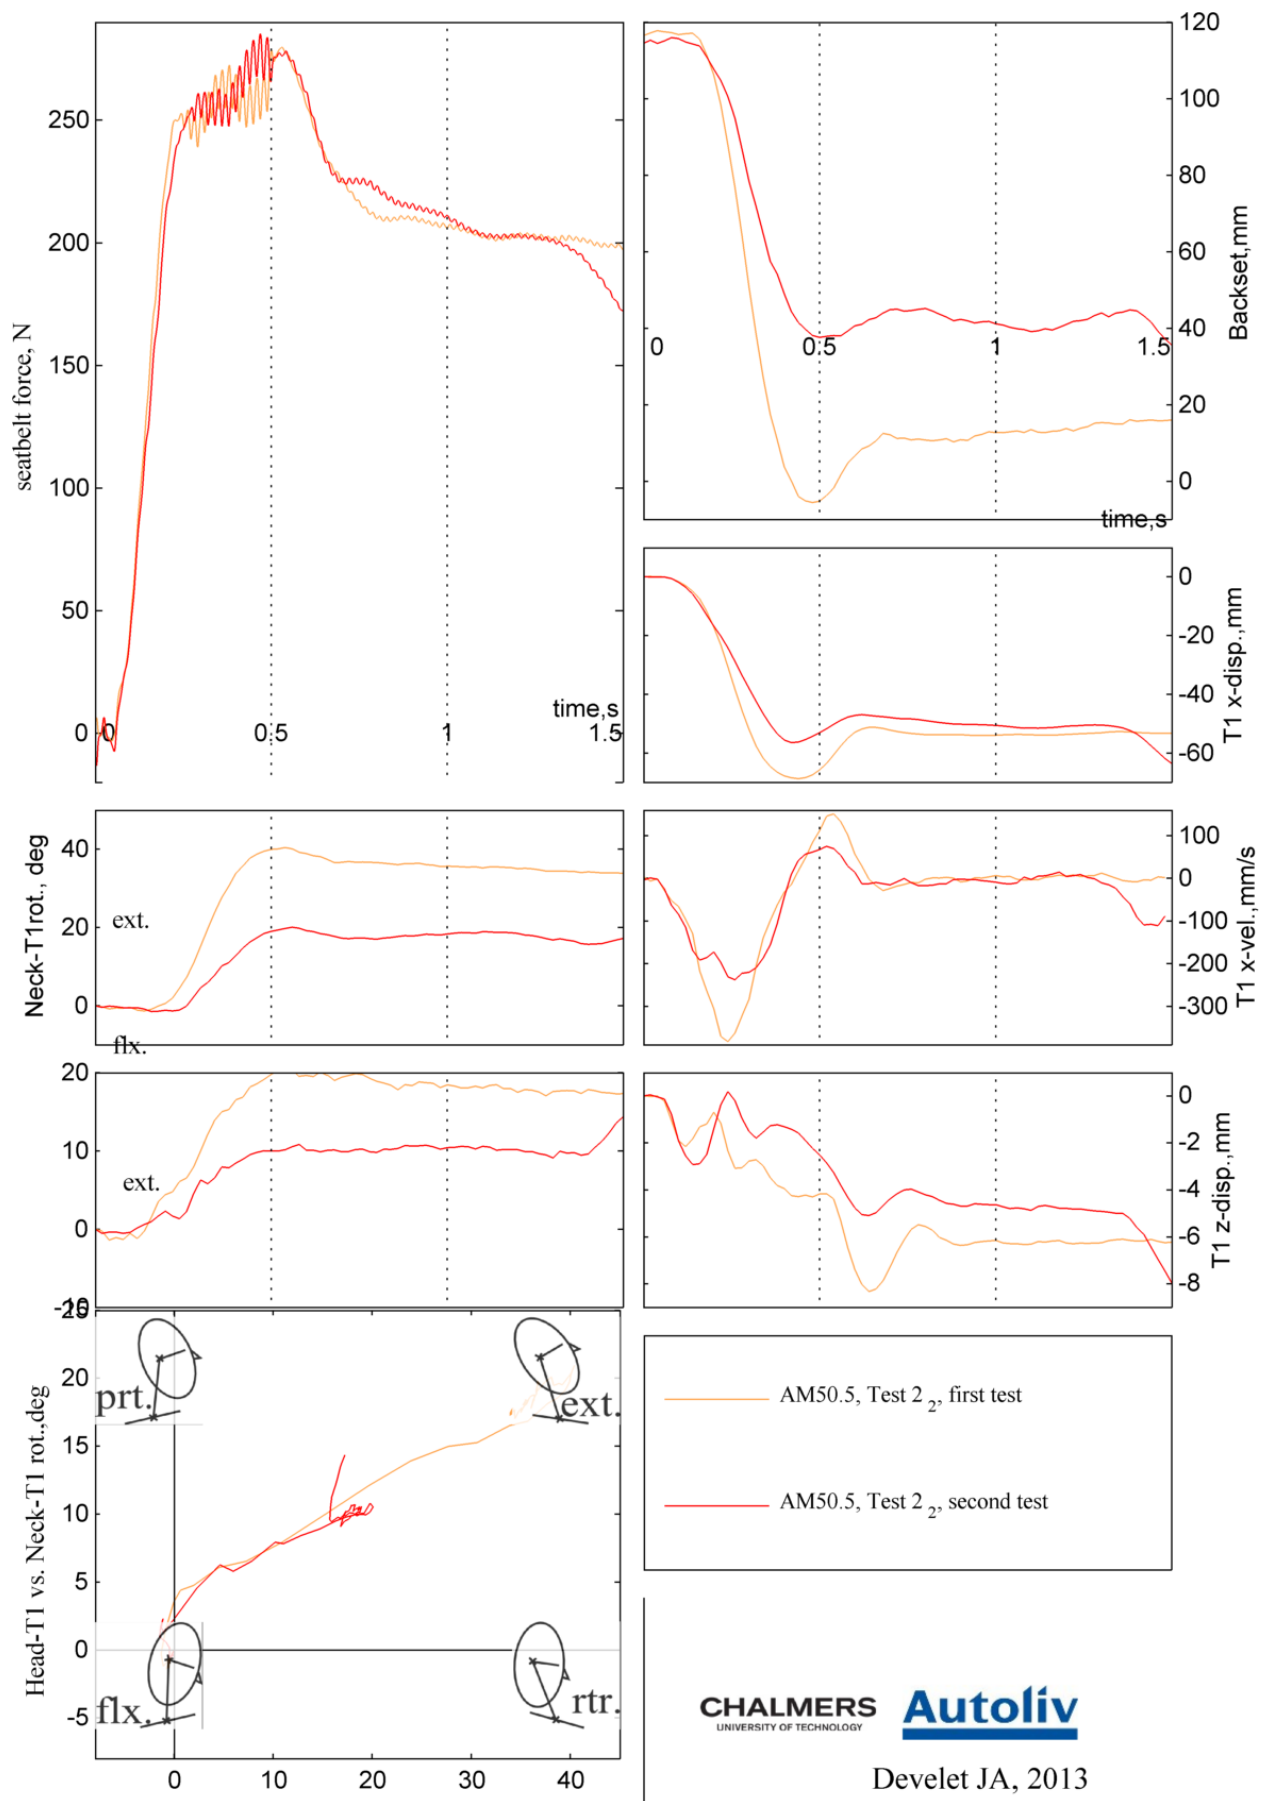 seatbelt force, N
250
200
150
100
50
0
0
0.5
1
1.5
time,s
120
100
80
60
40
20
0
Backset,mm
0
0.5
1
1.5
time,s
0
-20
-40
-60
T1 x-disp.,mm
Neck-T1rot., deg
40
20
0
ext.
flx.
100
0
-100
-200
-300
T1 x-vel.,mm/s
20
10
0
ext.
0
-2
-4
-6
-8
T1 z-disp.,mm
Head-T1 vs. Neck-T1 rot.,deg
20
15
10
5
0
-5
0
10
20
30
40
prt.
ext.
flx.
rtr.
AM50.5, Test 2 2, first test
AM50.5, Test 2 2, second test
CHALMERS
UNIVERSITY OF TECHNOLOGY
Autoliv
Develet JA, 2013